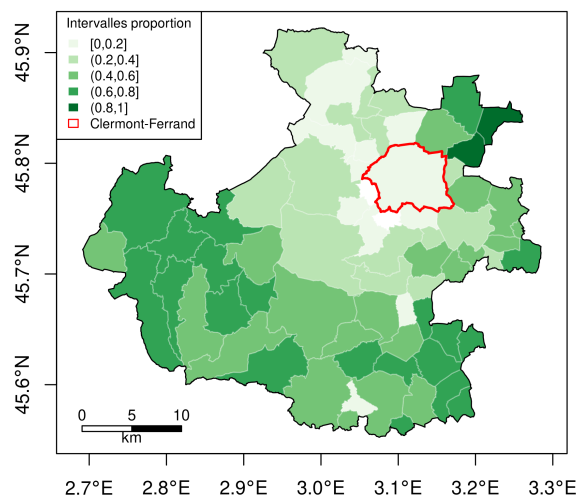 Intervalles proportion
[0,0.2]
(0.2,0.4]
(0.4,0.6]
(0.6,0.8]
(0.8,1]
Clermont-Ferrand
45.9°N
45.8°N
45.7°N
45.6°N
0 5 10
km
2.7°E 2.8°E 2.9°E 3.0°E 3.1°E 3.2°E 3.3°E